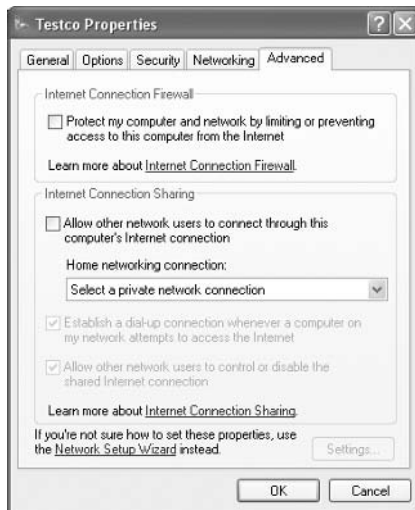 Testco Properties
General Options Security Networking Advanced
Internet Connection Firewall
Protect my computer and network by limiting or preventing
access to this computer from the Internet
Learn more about Internet Connection Firewall.
Internet Connection Sharing
Allow other network users to connect through this
computer's Internet connection
Home networking connection:
Select a private network connection
Establish a dial-up connection whenever a computer on
my network attempts to access the Internet
Allow other network users to control or disable the
shared Internet connection
Learn more about Internet Connection Sharing.
If you're not sure how to set these properties, use
the Network Setup Wizard instead.
Settings...
OK Cancel